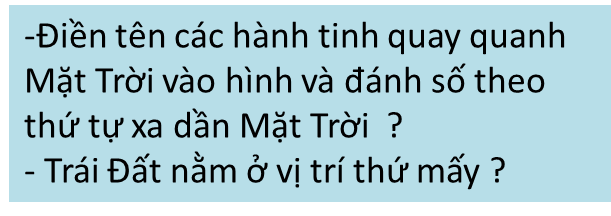 -Điền tên các hành tinh quay quanh
Mặt Trời vào hình và đánh số theo
thứ tự xa dần Mặt Trời  ?
- Trái Đất nằm ở vị trí thứ mấy ?